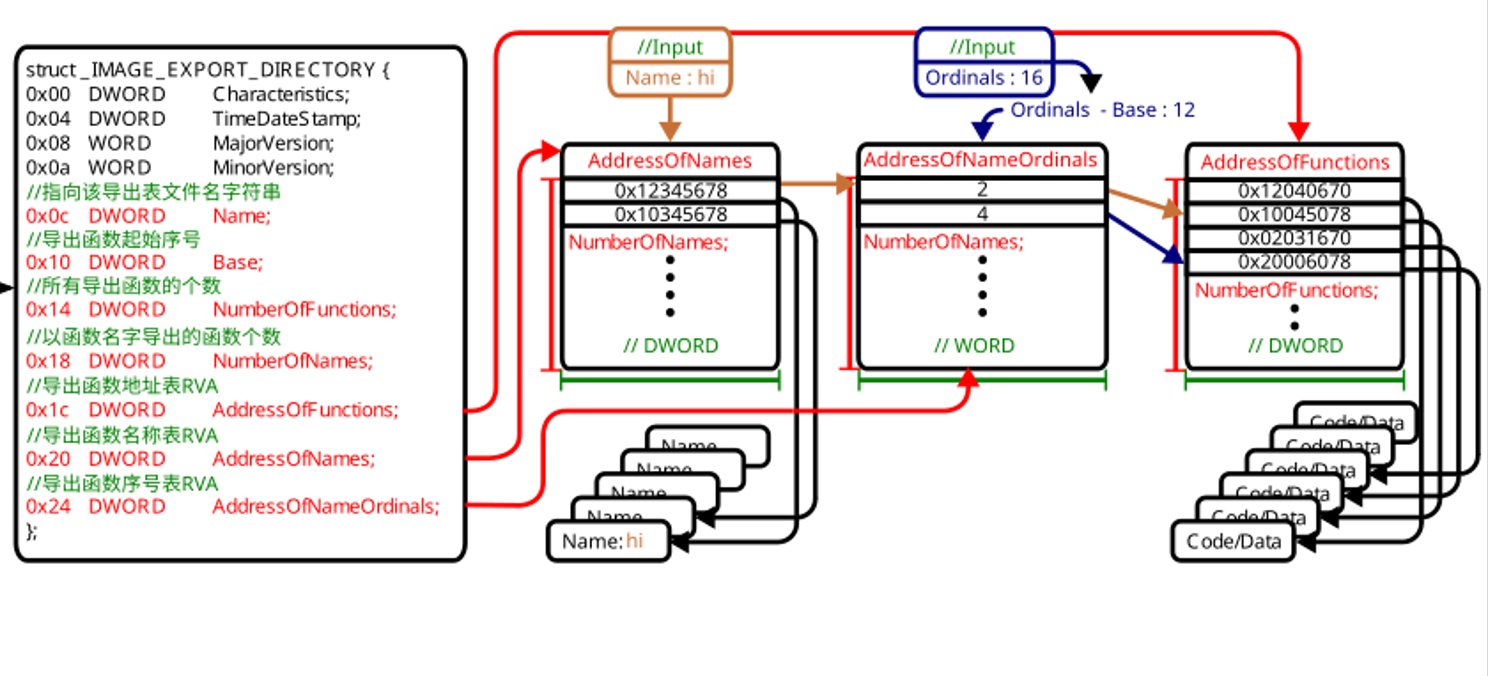 struct _IMAGE_EXPORT_DIRECTORY {
0x00 DWORD Characteristics;
0x04 DWORD TimeDateStamp;
0x08 WORD MajorVersion;
0x0a WORD MinorVersion;
//指向该导出表文件名字符串
0x0c DWORD Name;
//导出函数起始序号
0x10 DWORD Base;
//所有导出函数的个数
0x14 DWORD NumberOfFunctions;
//以函数名字导出的函数个数
0x18 DWORD NumberOfNames;
//导出函数地址表RVA
0x1c DWORD AddressOfFunctions;
//导出函数名称表RVA
0x20 DWORD AddressOfNames;
//导出函数序号表RVA
0x24 DWORD AddressOfNameOrdinals;
};
//Input
Name : hi
AddressOfNames
0x12345678
0x10345678
NumberOfNames;
// DWORD
Name
Name
Name
Name
Name: hi
//Input
Ordinals : 16
Ordinals - Base : 12
AddressOfNameOrdinals
2
4
NumberOfNames;
// WORD
AddressOfFunctions
0x12040670
0x10045078
0x02031670
0x20006078
NumberOfFunctions;
// DWORD
Code/Data
Code/Data
Code/Data
Code/Data
Code/Data
Code/Data